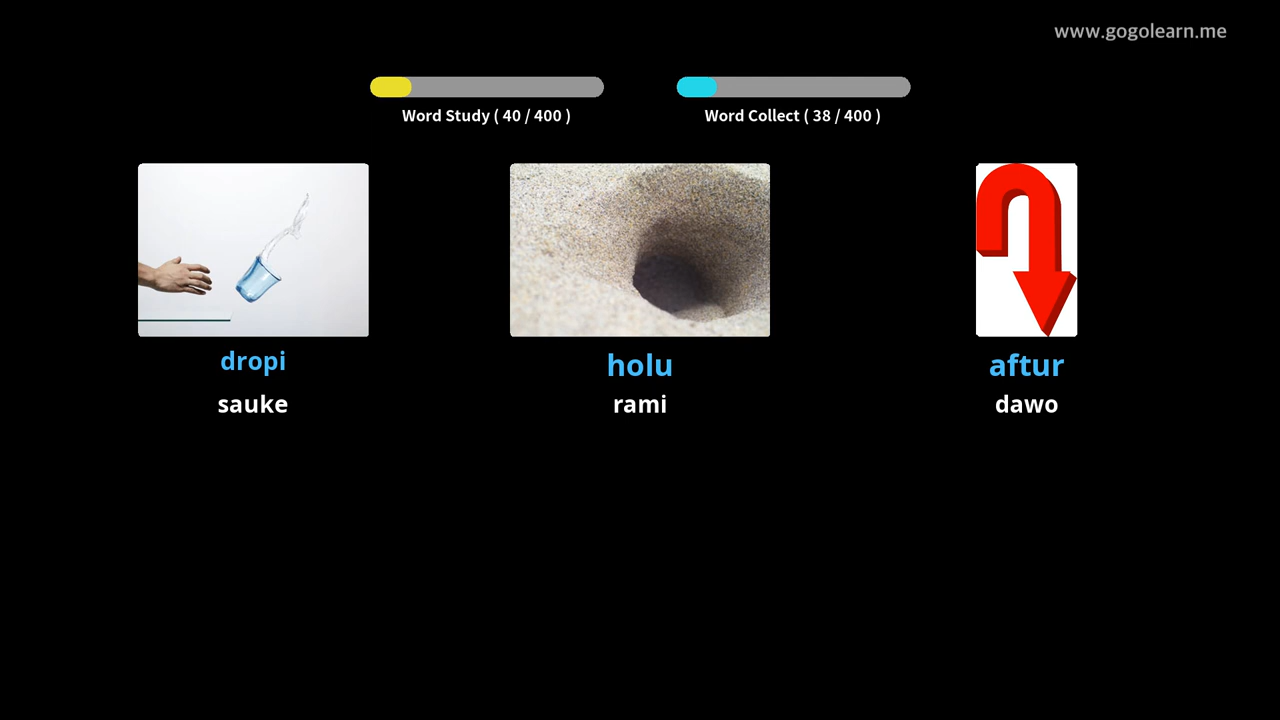 www.gogolearn.me
Word Study ( 40 / 400 )
Word Collect ( 38 / 400 )
dropi
holu
aftur
sauke
rami
dawo